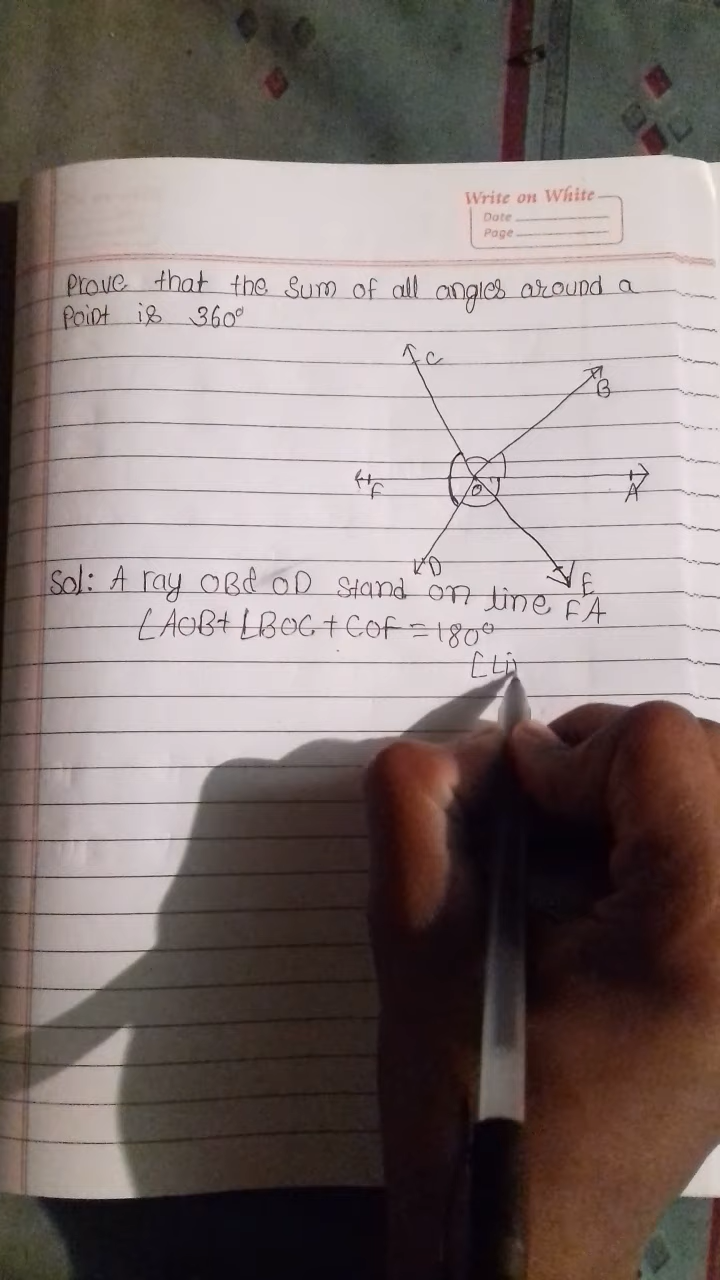 Write on White
Date
Page
Prove that the sum of all angles around a
Point is 360°
C
B
F
O
A
D
E
Sol: A ray OB & OD stand on line FA
∠AOB + ∠BOC + COF = 180°
[Li